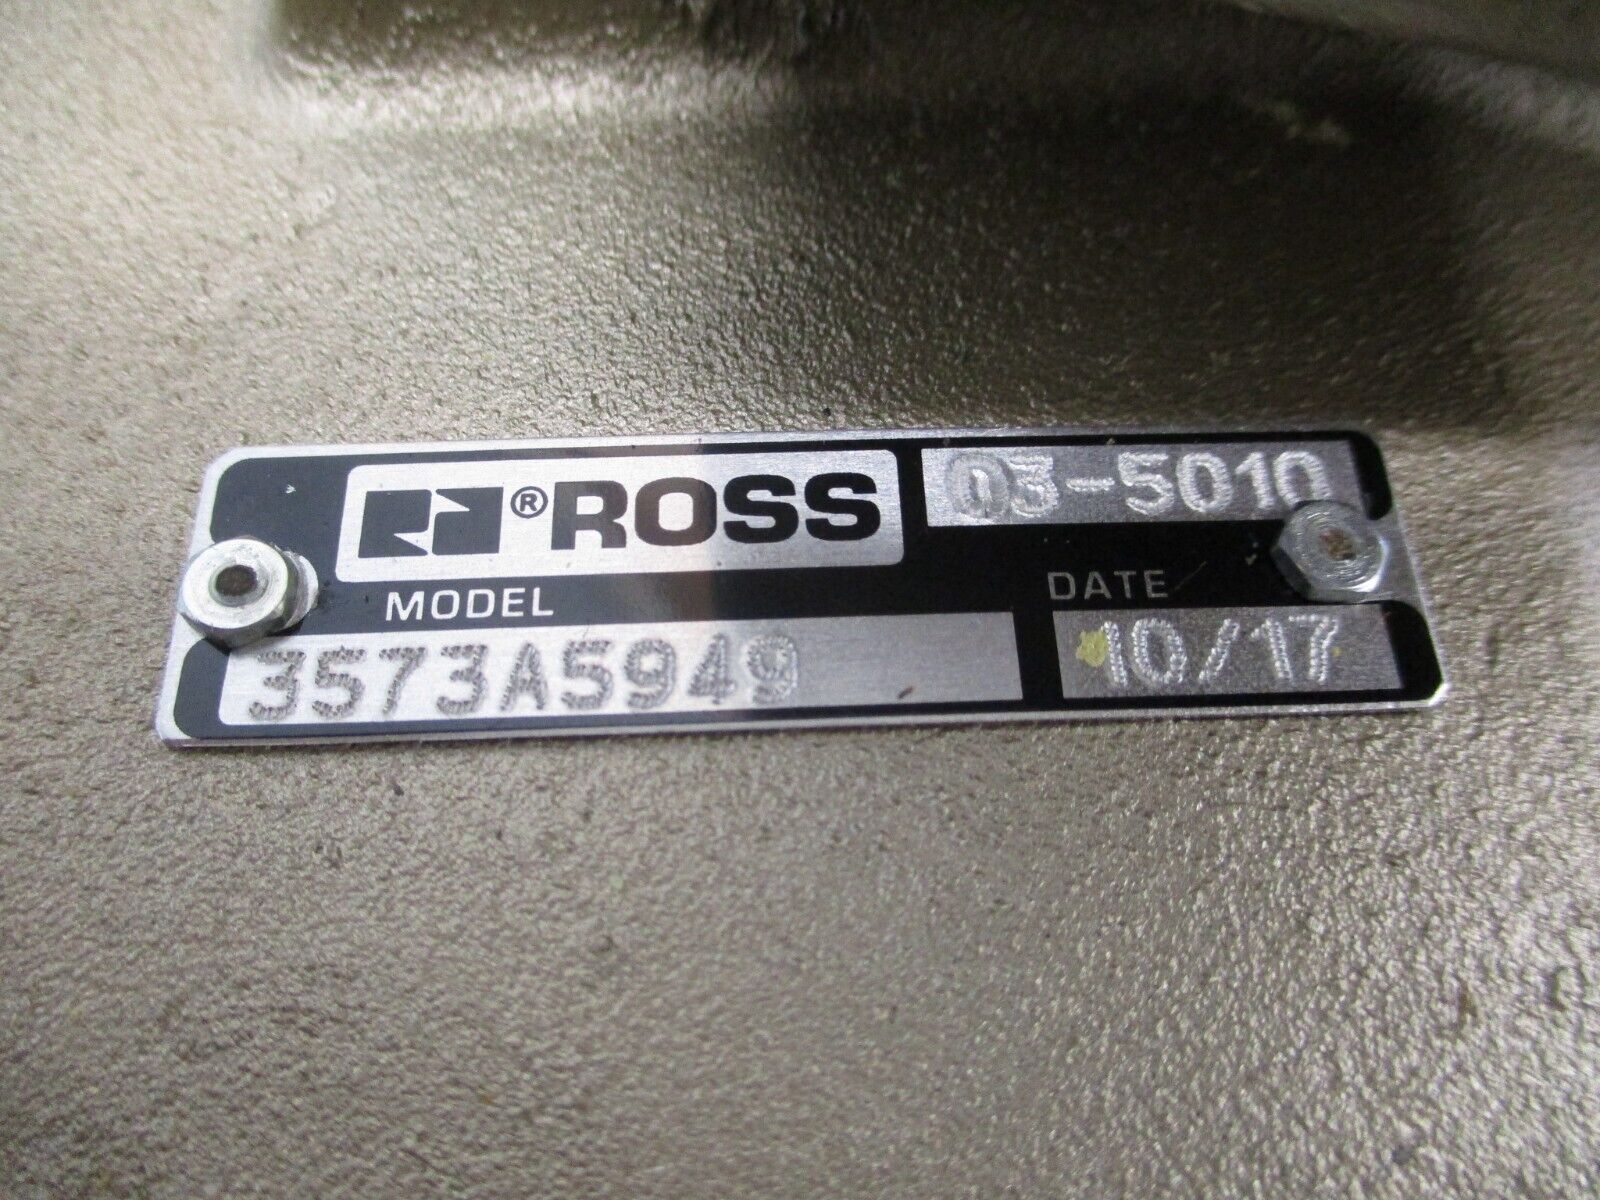 ®ROSS 03-5010
MODEL DATE
3573A5949 10/17